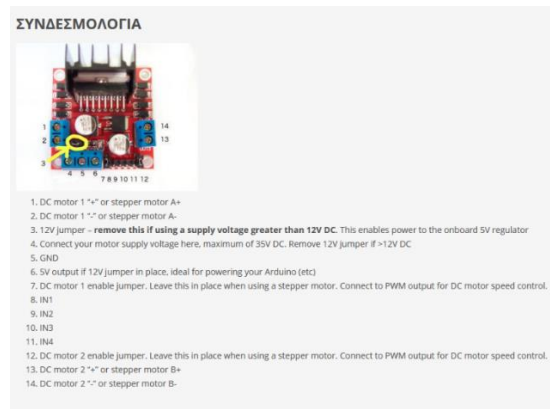 ΣΥΝΔΕΣΜΟΛΟΓΙΑ
1
2
3
14
13
4 5 6
7 8 9 10 11 12
1. DC motor 1 "+" or stepper motor A+
2. DC motor 1 "-" or stepper motor A-
3. 12V jumper – remove this if using a supply voltage greater than 12V DC. This enables power to the onboard 5V regulator
4. Connect your motor supply voltage here, maximum of 35V DC. Remove 12V jumper if >12V DC
5. GND
6. 5V output if 12V jumper in place, ideal for powering your Arduino (etc)
7. DC motor 1 enable jumper. Leave this in place when using a stepper motor. Connect to PWM output for DC motor speed control.
8. IN1
9. IN2
10. IN3
11. IN4
12. DC motor 2 enable jumper. Leave this in place when using a stepper motor. Connect to PWM output for DC motor speed control.
13. DC motor 2 "+" or stepper motor B+
14. DC motor 2 "-" or stepper motor B-